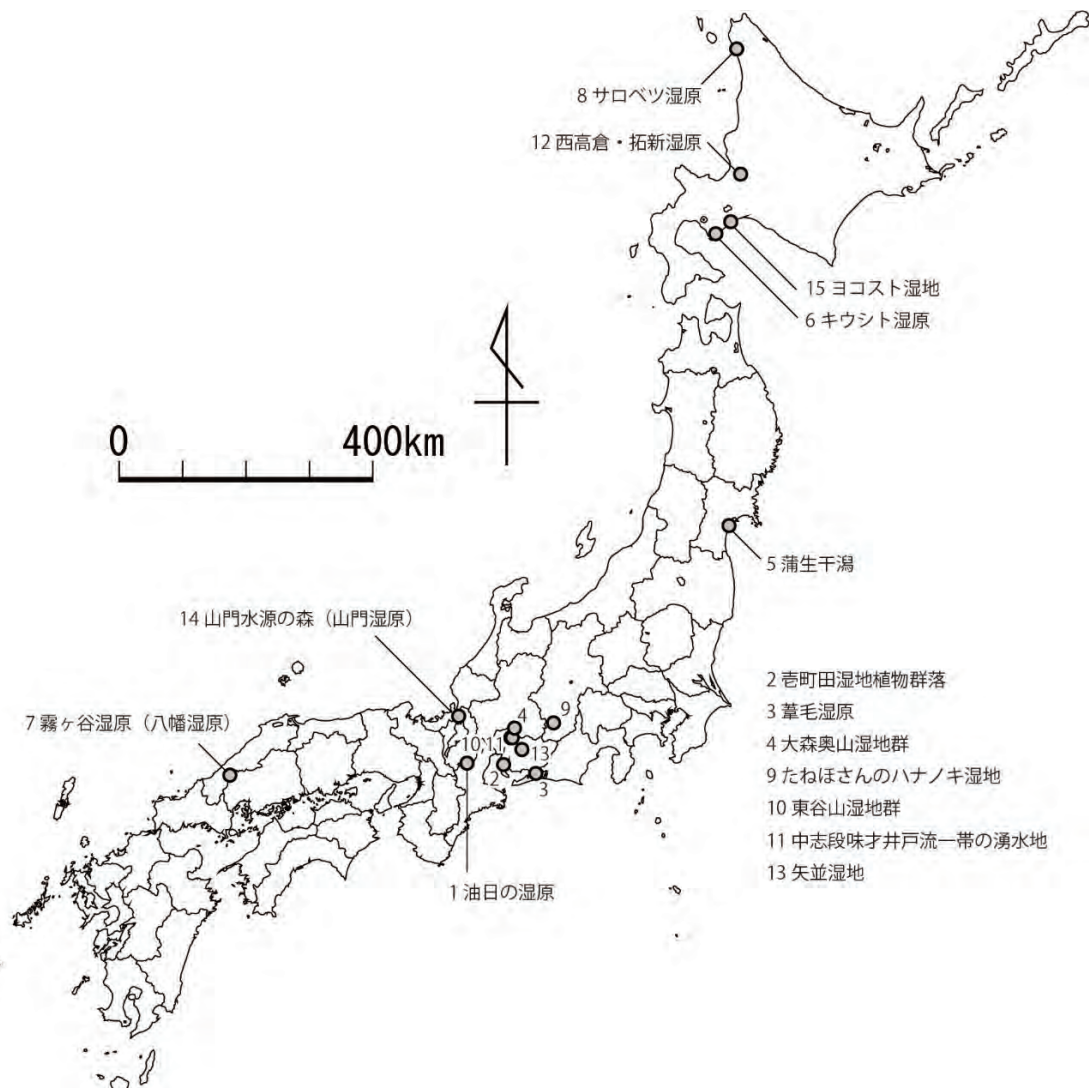 8 サロベツ湿原
12 西高倉・拓新湿原
15 ヨコスト湿地
6 キウシト湿原
0 400km
5 蒲生干潟
14 山門水源の森（山門湿原）
7 霧ヶ谷湿原（八幡湿原）
4
9
10
11
13
2
3
1 油日の湿原
2 壱町田湿地植物群落
3 葦毛湿原
4 大森奥山湿地群
9 たねほさんのハナノキ湿地
10 東谷山湿地群
11 中志段味才井戸流一帯の湧水地
13 矢並湿地